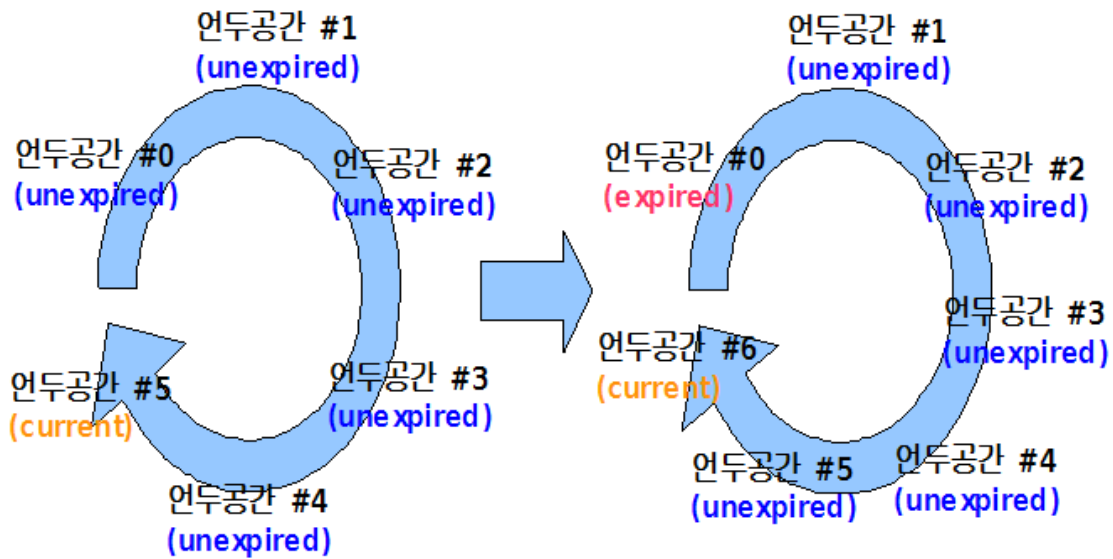 언두공간 #1
(unexpired)
언두공간 #0
(unexpired)
언두공간 #2
(unexpired)
언두공간 #5
(current)
언두공간 #3
(unexpired)
언두공간 #4
(unexpired)
언두공간 #1
(unexpired)
언두공간 #0
(expired)
언두공간 #2
(unexpired)
언두공간 #3
(unexpired)
언두공간 #6
(current)
언두공간 #5
(unexpired)
언두공간 #4
(unexpired)